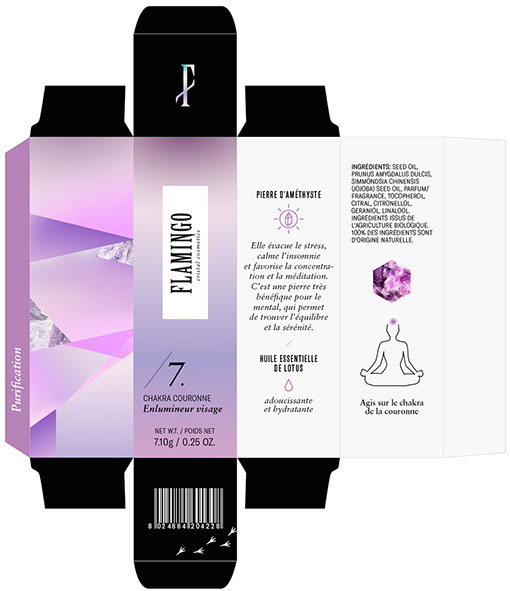 F
Purification
FLAMINGO
cristal cosmetics
7.
CHAKRA COURONNE
Enlumineur visage
NET WT. / POIDS NET
7.10g / 0.25 OZ.
8 024884 204228
PIERRE D'AMÉTHYSTE
Elle évacue le stress,
calme l'insomnie
et favorise la concentra-
tion et la méditation.
C'est une pierre très
bénéfique pour le
mental, qui permet
de trouver l'équilibre
et la sérénité.
HUILE ESSENTIELLE
DE LOTUS
adoucissante
et hydratante
INGRÉDIENTS: SEED OIL,
PRUNUS AMYGDALUS DULCIS,
SIMMONDSIA CHINENSIS
(JOJOBA) SEED OIL, PARFUM/
FRAGRANCE, TOCOPHEROL,
CITRAL, CITRONELLOL,
GERANIOL, LINALOOL.
INGRÉDIENTS ISSUS DE
L'AGRICULTURE BIOLOGIQUE.
100% DES INGRÉDIENTS SONT
D'ORIGINE NATURELLE.
Agis sur le chakra
de la couronne